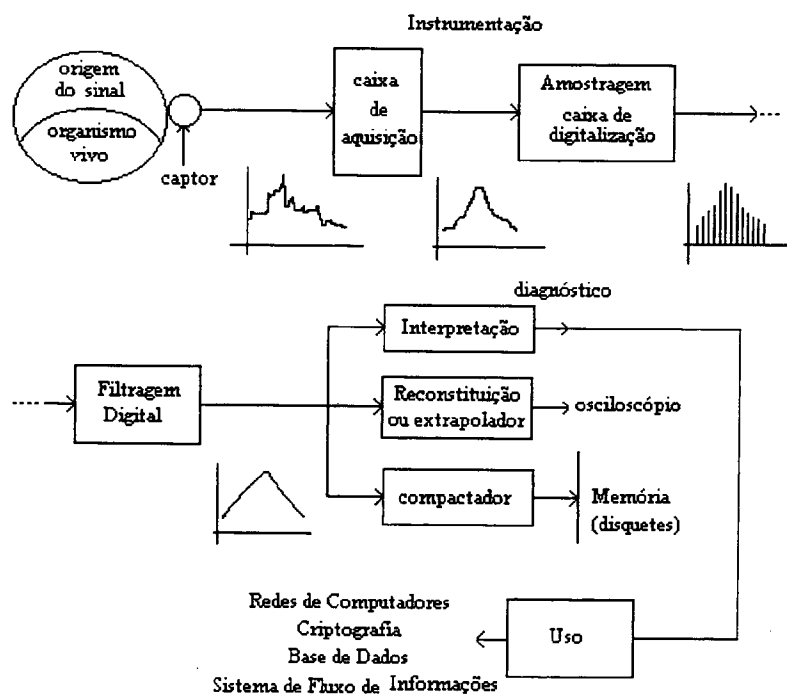 Instrumentação
origem
do sinal
organismo
vivo
captor
caixa
de
aquisição
Amostragem
caixa de
digitalização
diagnóstico
Interpretação
Filtragem
Digital
Reconstituição
ou extrapolador
osciloscópio
compactador
Memória
(disquetes)
Redes de Computadores
Criptografia
Base de Dados
Sistema de Fluxo de Informações
Uso